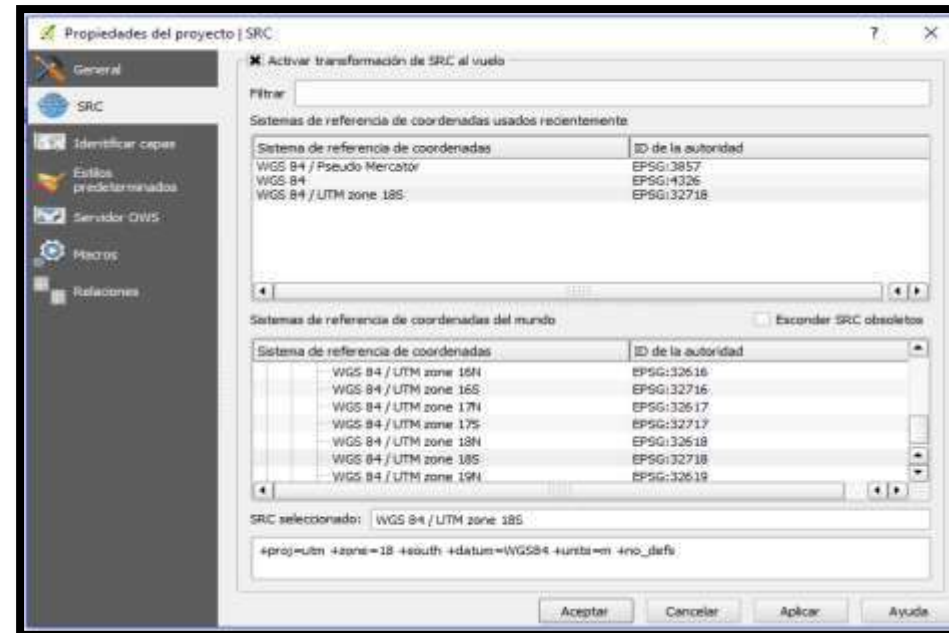 Propiedades del proyecto | SRC
?
General
SRC
Identificar capas
Estilos
predeterminados
Servidor OWS
Macros
Relaciones
Activar transformación de SRC al vuelo
Filtrar
Sistemas de referencia de coordenadas usados recientemente
Sistema de referencia de coordenadas ID de la autoridad
WGS 84 / Pseudo Mercator EPSG:3857
WGS 84 EPSG:4326
WGS 84 / UTM zone 18S EPSG:32718
Sistemas de referencia de coordenadas del mundo Esconder SRC obsoletos
Sistema de referencia de coordenadas ID de la autoridad
WGS 84 / UTM zone 16N EPSG:32616
WGS 84 / UTM zone 16S EPSG:32716
WGS 84 / UTM zone 17N EPSG:32617
WGS 84 / UTM zone 17S EPSG:32717
WGS 84 / UTM zone 18N EPSG:32618
WGS 84 / UTM zone 18S EPSG:32718
WGS 84 / UTM zone 19N EPSG:32619
SRC seleccionado: WGS 84 / UTM zone 18S
+proj=utm +zone=18 +south +datum=WGS84 +units=m +no_defs
Aceptar Cancelar Aplicar Ayuda